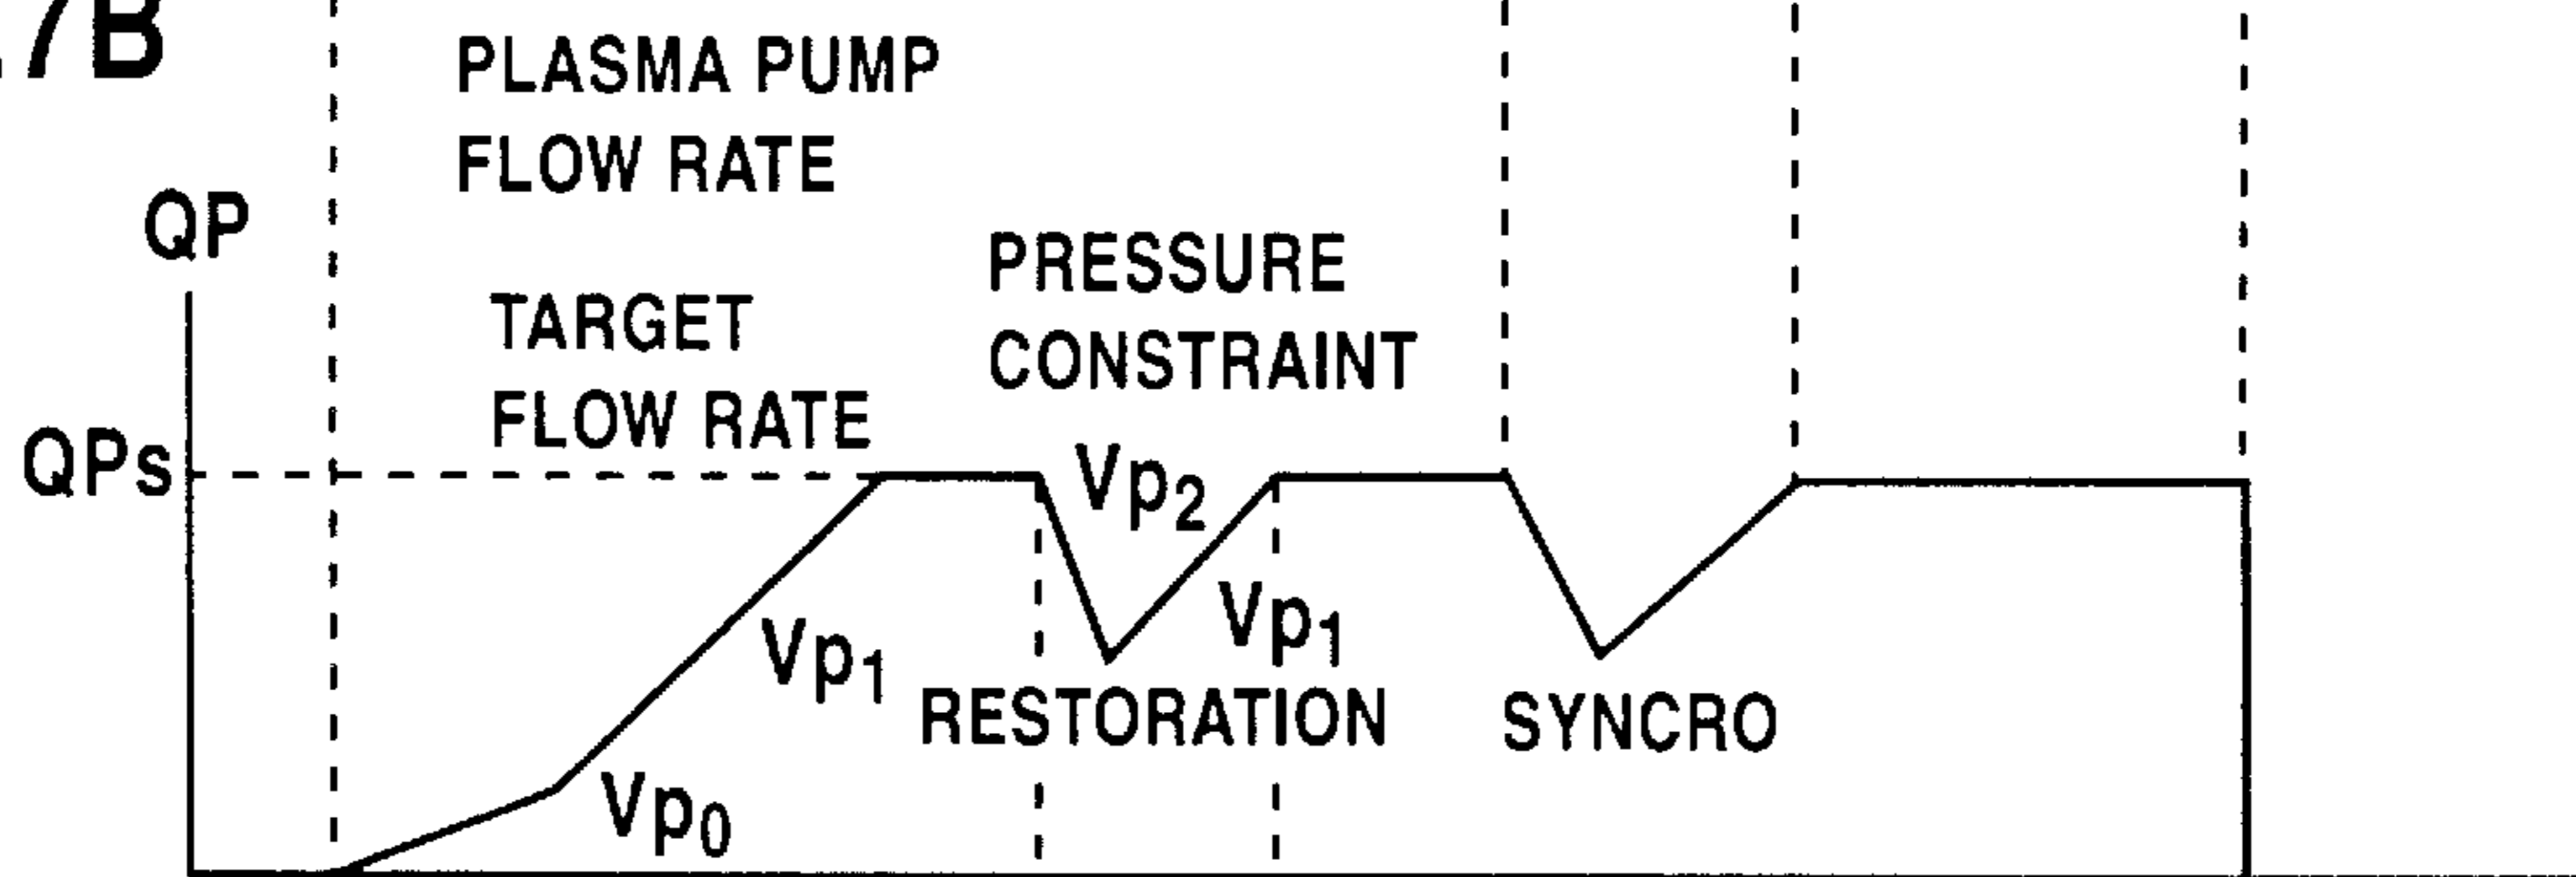 .7B
PLASMA PUMP
FLOW RATE
QP
PRESSURE
CONSTRAINT
TARGET
FLOW RATE
QPs
Vp2
Vp1
Vp1
RESTORATION
SYNCRO
Vp0